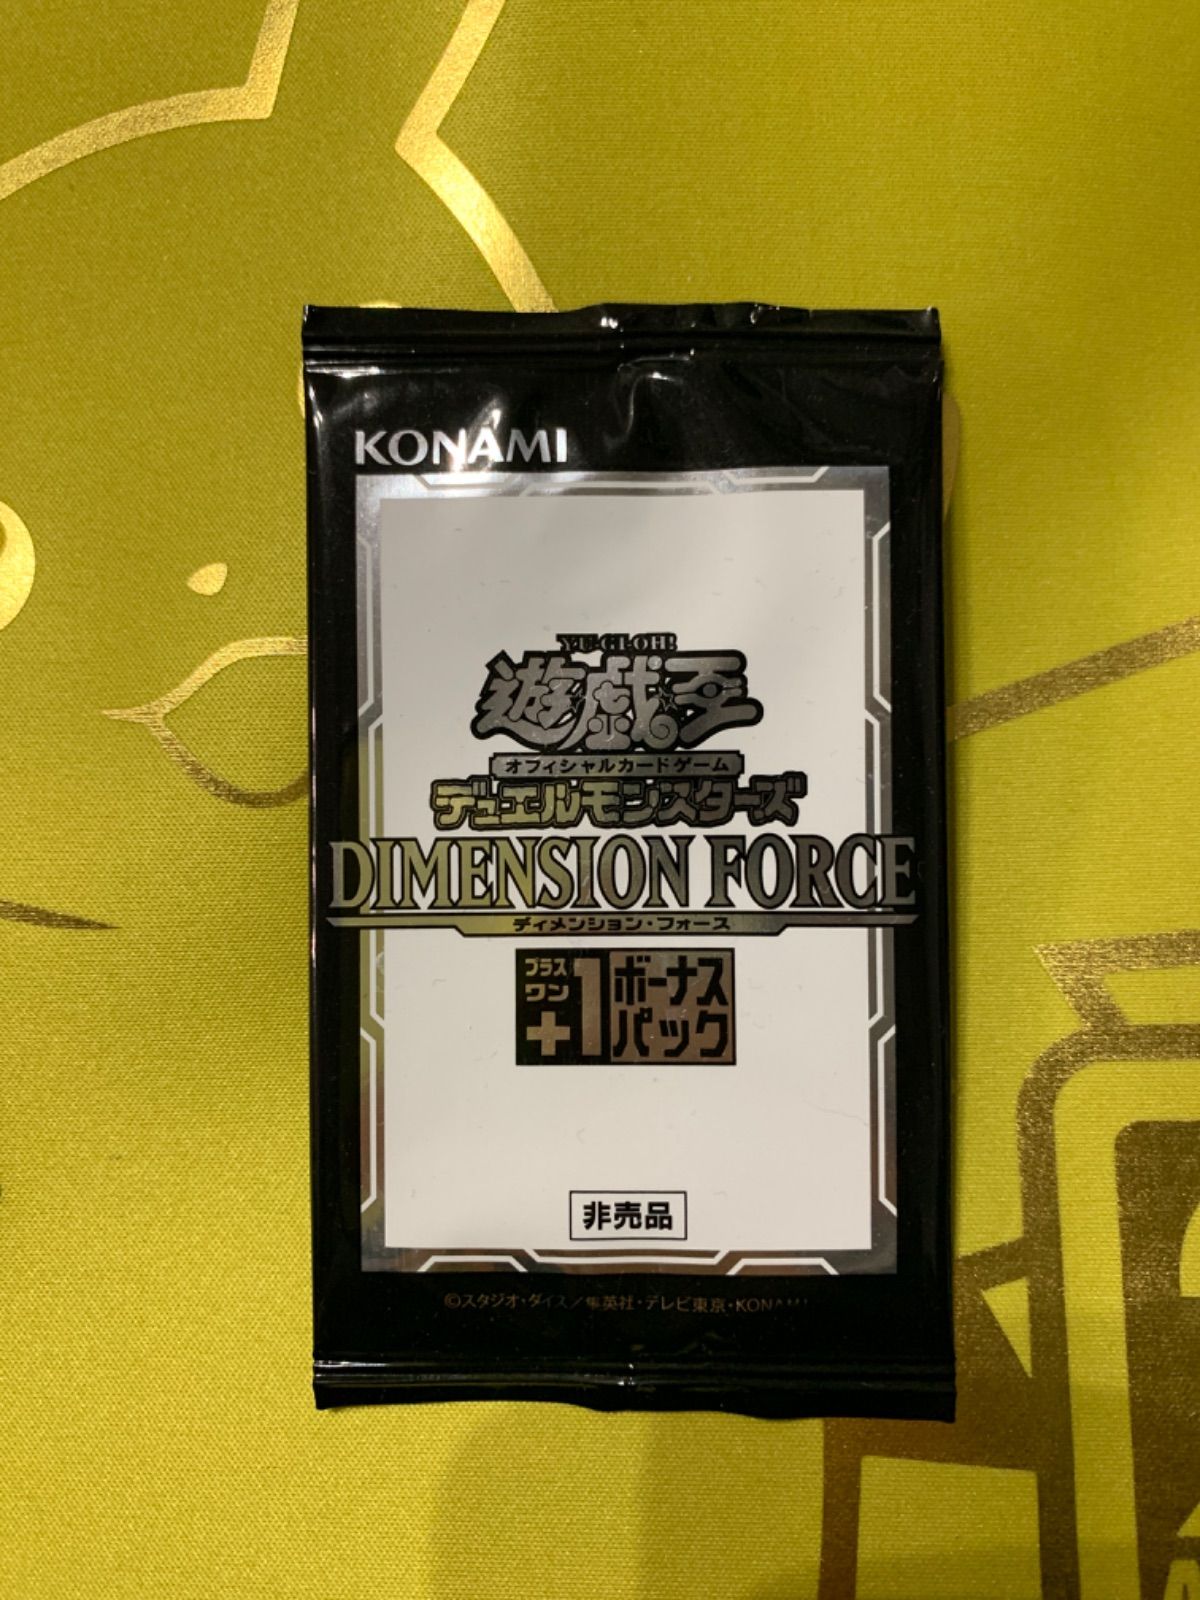 KONAMI
YU-GI-OH!
遊戯王
オフィシャルカードゲーム
デュエルモンスターズ
DIMENSION FORCE
ディメンション・フォース
プラスワン
+1
ボーナス
パック
非売品
©スタジオ・ダイス／集英社・テレビ東京・KONAMI